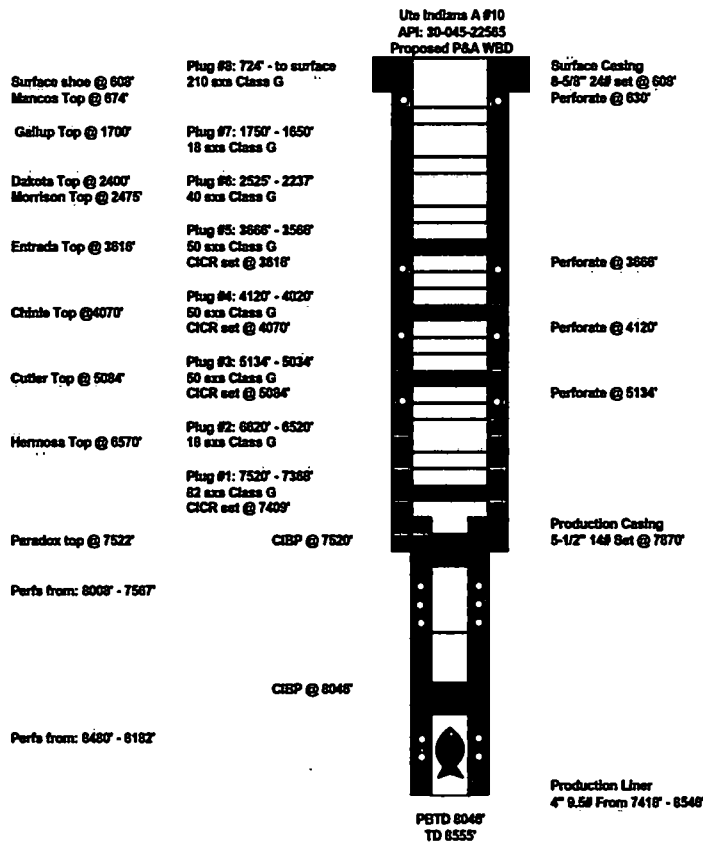 Ute Indians A #10
API: 30-045-22565
Proposed P&A WBD
Plug #8: 724' - to surface
210 sxs Class G
Surface Casing
8-5/8" 24# set @ 608'
Surface shoe @ 608'
Mancos Top @ 674'
Perforate @ 630'
Gallup Top @ 1700'
Plug #7: 1750' - 1650'
18 sxs Class G
Dakota Top @ 2400'
Morrison Top @ 2475'
Plug #6: 2525' - 2237'
40 sxs Class G
Entrada Top @ 3616'
Plug #5: 3666' - 3566'
50 sxs Class G
CICR set @ 3616'
Perforate @ 3666'
Chinle Top @4070'
Plug #4: 4120' - 4020'
50 sxs Class G
CICR set @ 4070'
Perforate @ 4120'
Cutler Top @ 5084'
Plug #3: 5134' - 5034'
50 sxs Class G
CICR set @ 5084'
Perforate @ 5134'
Hermosa Top @ 6570'
Plug #2: 6620' - 6520'
18 sxs Class G
Plug #1: 7520' - 7368'
82 sxs Class G
CICR set @ 7409'
Paradox top @ 7522'
CIBP @ 7520'
Production Casing
5-1/2" 14# Set @ 7870'
Perfs from: 8008' - 7567'
CIBP @ 8046'
Perfs from: 8480' - 8182'
Production Liner
4" 9.5# From 7418' - 8546'
PBTD 8046'
TD 8555'